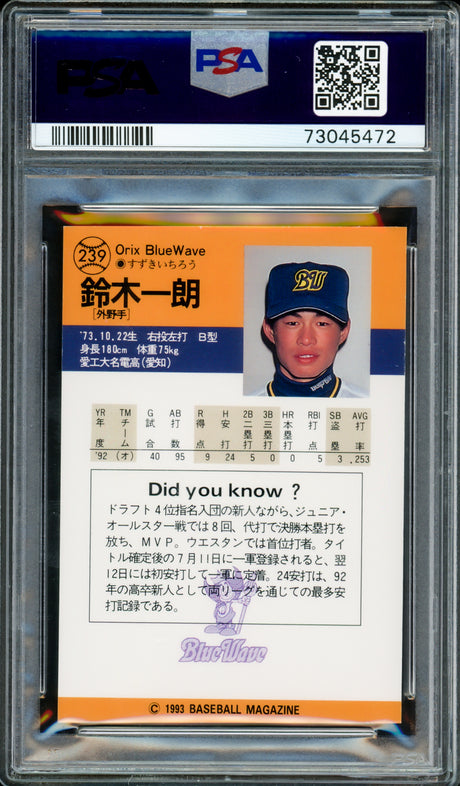 PSA
PSA
73045472
239
Orix BlueWave
●すずきいちろう
鈴木一朗
[外野手]
BW
'73.10.22生 右投左打 B型
身長180cm 体重75kg
愛工大名電高(愛知)
YR TM G AB R H 2B 3B HR RBI SB AVG
年度 チーム 試合 打数 得点 安打 二塁打 三塁打 本塁打 打点 盗塁 打率
'92 (オ) 40 95 9 24 5 0 0 5 3 .253
Did you know ?
ドラフト4位指名入団の新人ながら、ジュニア・
オールスター戦では8回、代打で決勝本塁打を
放ち、MVP。ウエスタンでは首位打者。タイ
トル確定後の7月11日に一軍登録されると、翌
12日には初安打して一軍に定着。24安打は、92
年の高卒新人として両リーグを通じての最多安
打記録である。
BlueWave
© 1993 BASEBALL MAGAZINE
PSA